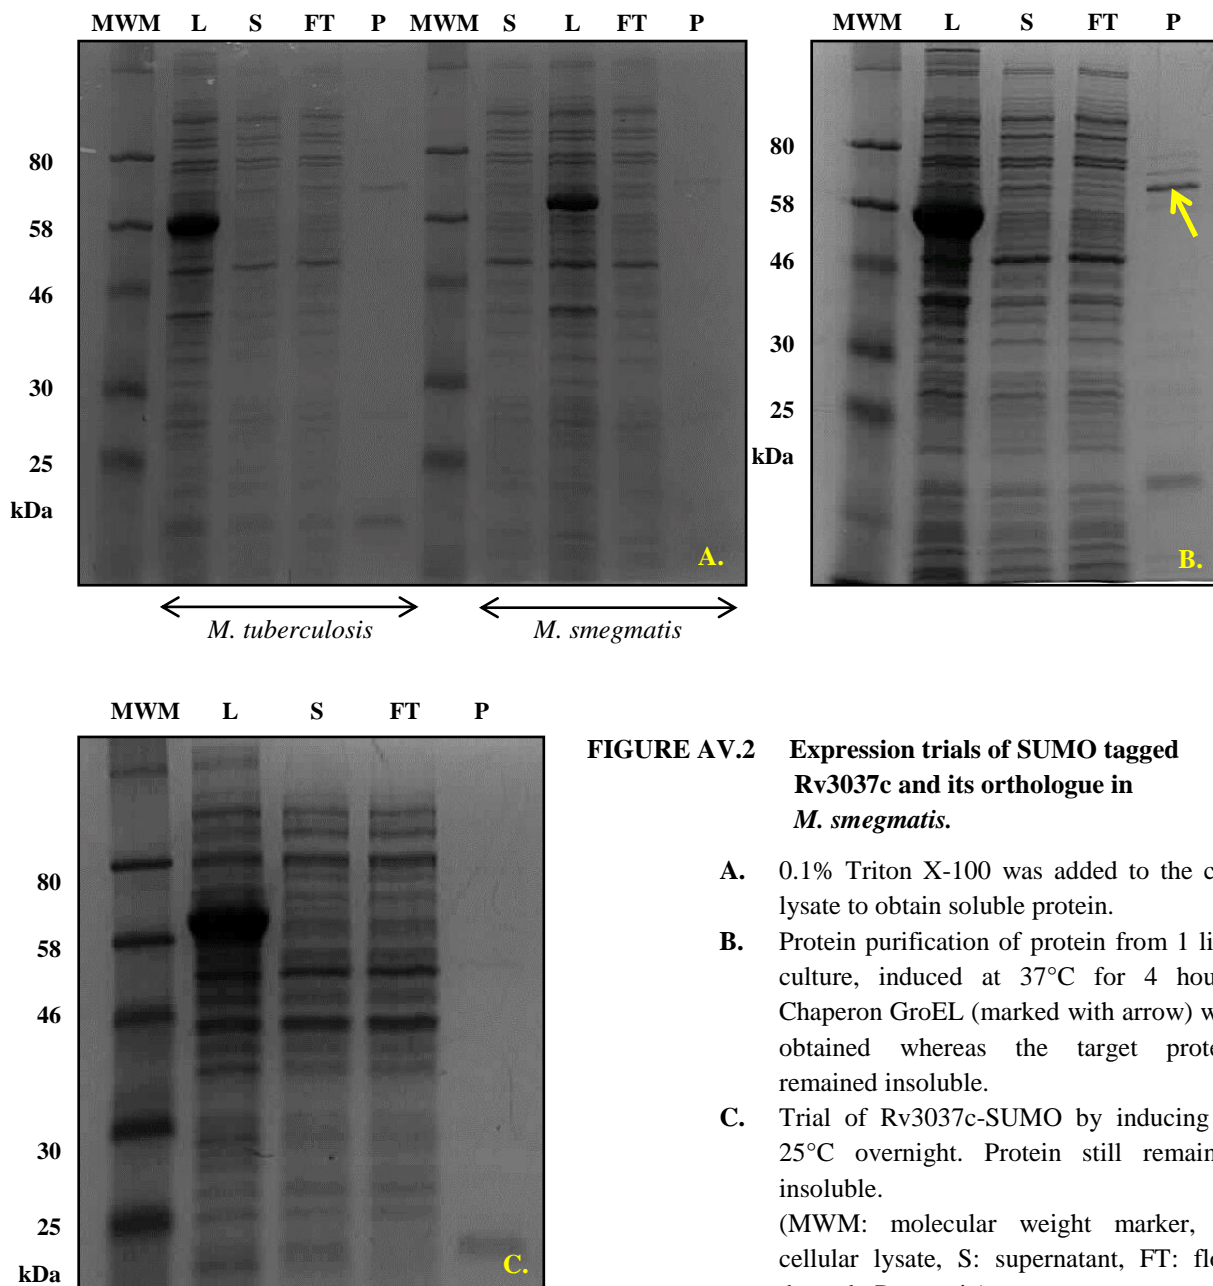 MWM L S FT P MWM S L FT P
80
58
46
30
25
kDa
A.
M. tuberculosis
M. smegmatis
MWM L S FT P
80
58
46
30
25
kDa
B.
MWM L S FT P
80
58
46
30
25
kDa
C.
FIGURE AV.2 Expression trials of SUMO tagged
Rv3037c and its orthologue in
M. smegmatis.
A. 0.1% Triton X-100 was added to the c
lysate to obtain soluble protein.
B. Protein purification of protein from 1 li
culture, induced at 37°C for 4 hou
Chaperon GroEL (marked with arrow) w
obtained whereas the target prote
remained insoluble.
C. Trial of Rv3037c-SUMO by inducing
25°C overnight. Protein still remain
insoluble.
(MWM: molecular weight marker,
cellular lysate, S: supernatant, FT: flo